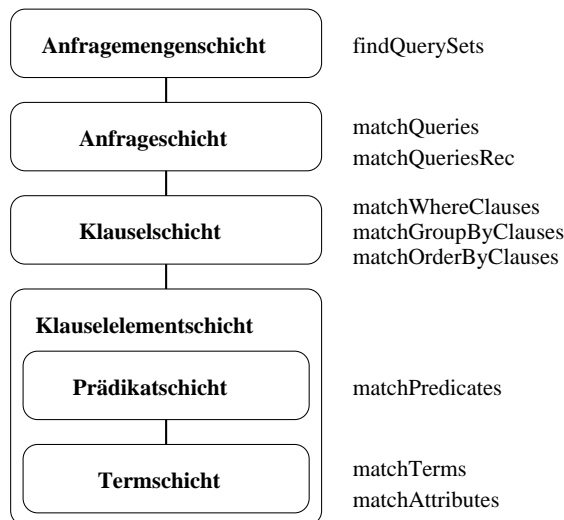 Anfragemengenschicht
findQuerySets
Anfrageschicht
matchQueries
matchQueriesRec
Klauselschicht
matchWhereClauses
matchGroupByClauses
matchOrderByClauses
Klauselelementschicht
Prädikatschicht
matchPredicates
Termschicht
matchTerms
matchAttributes